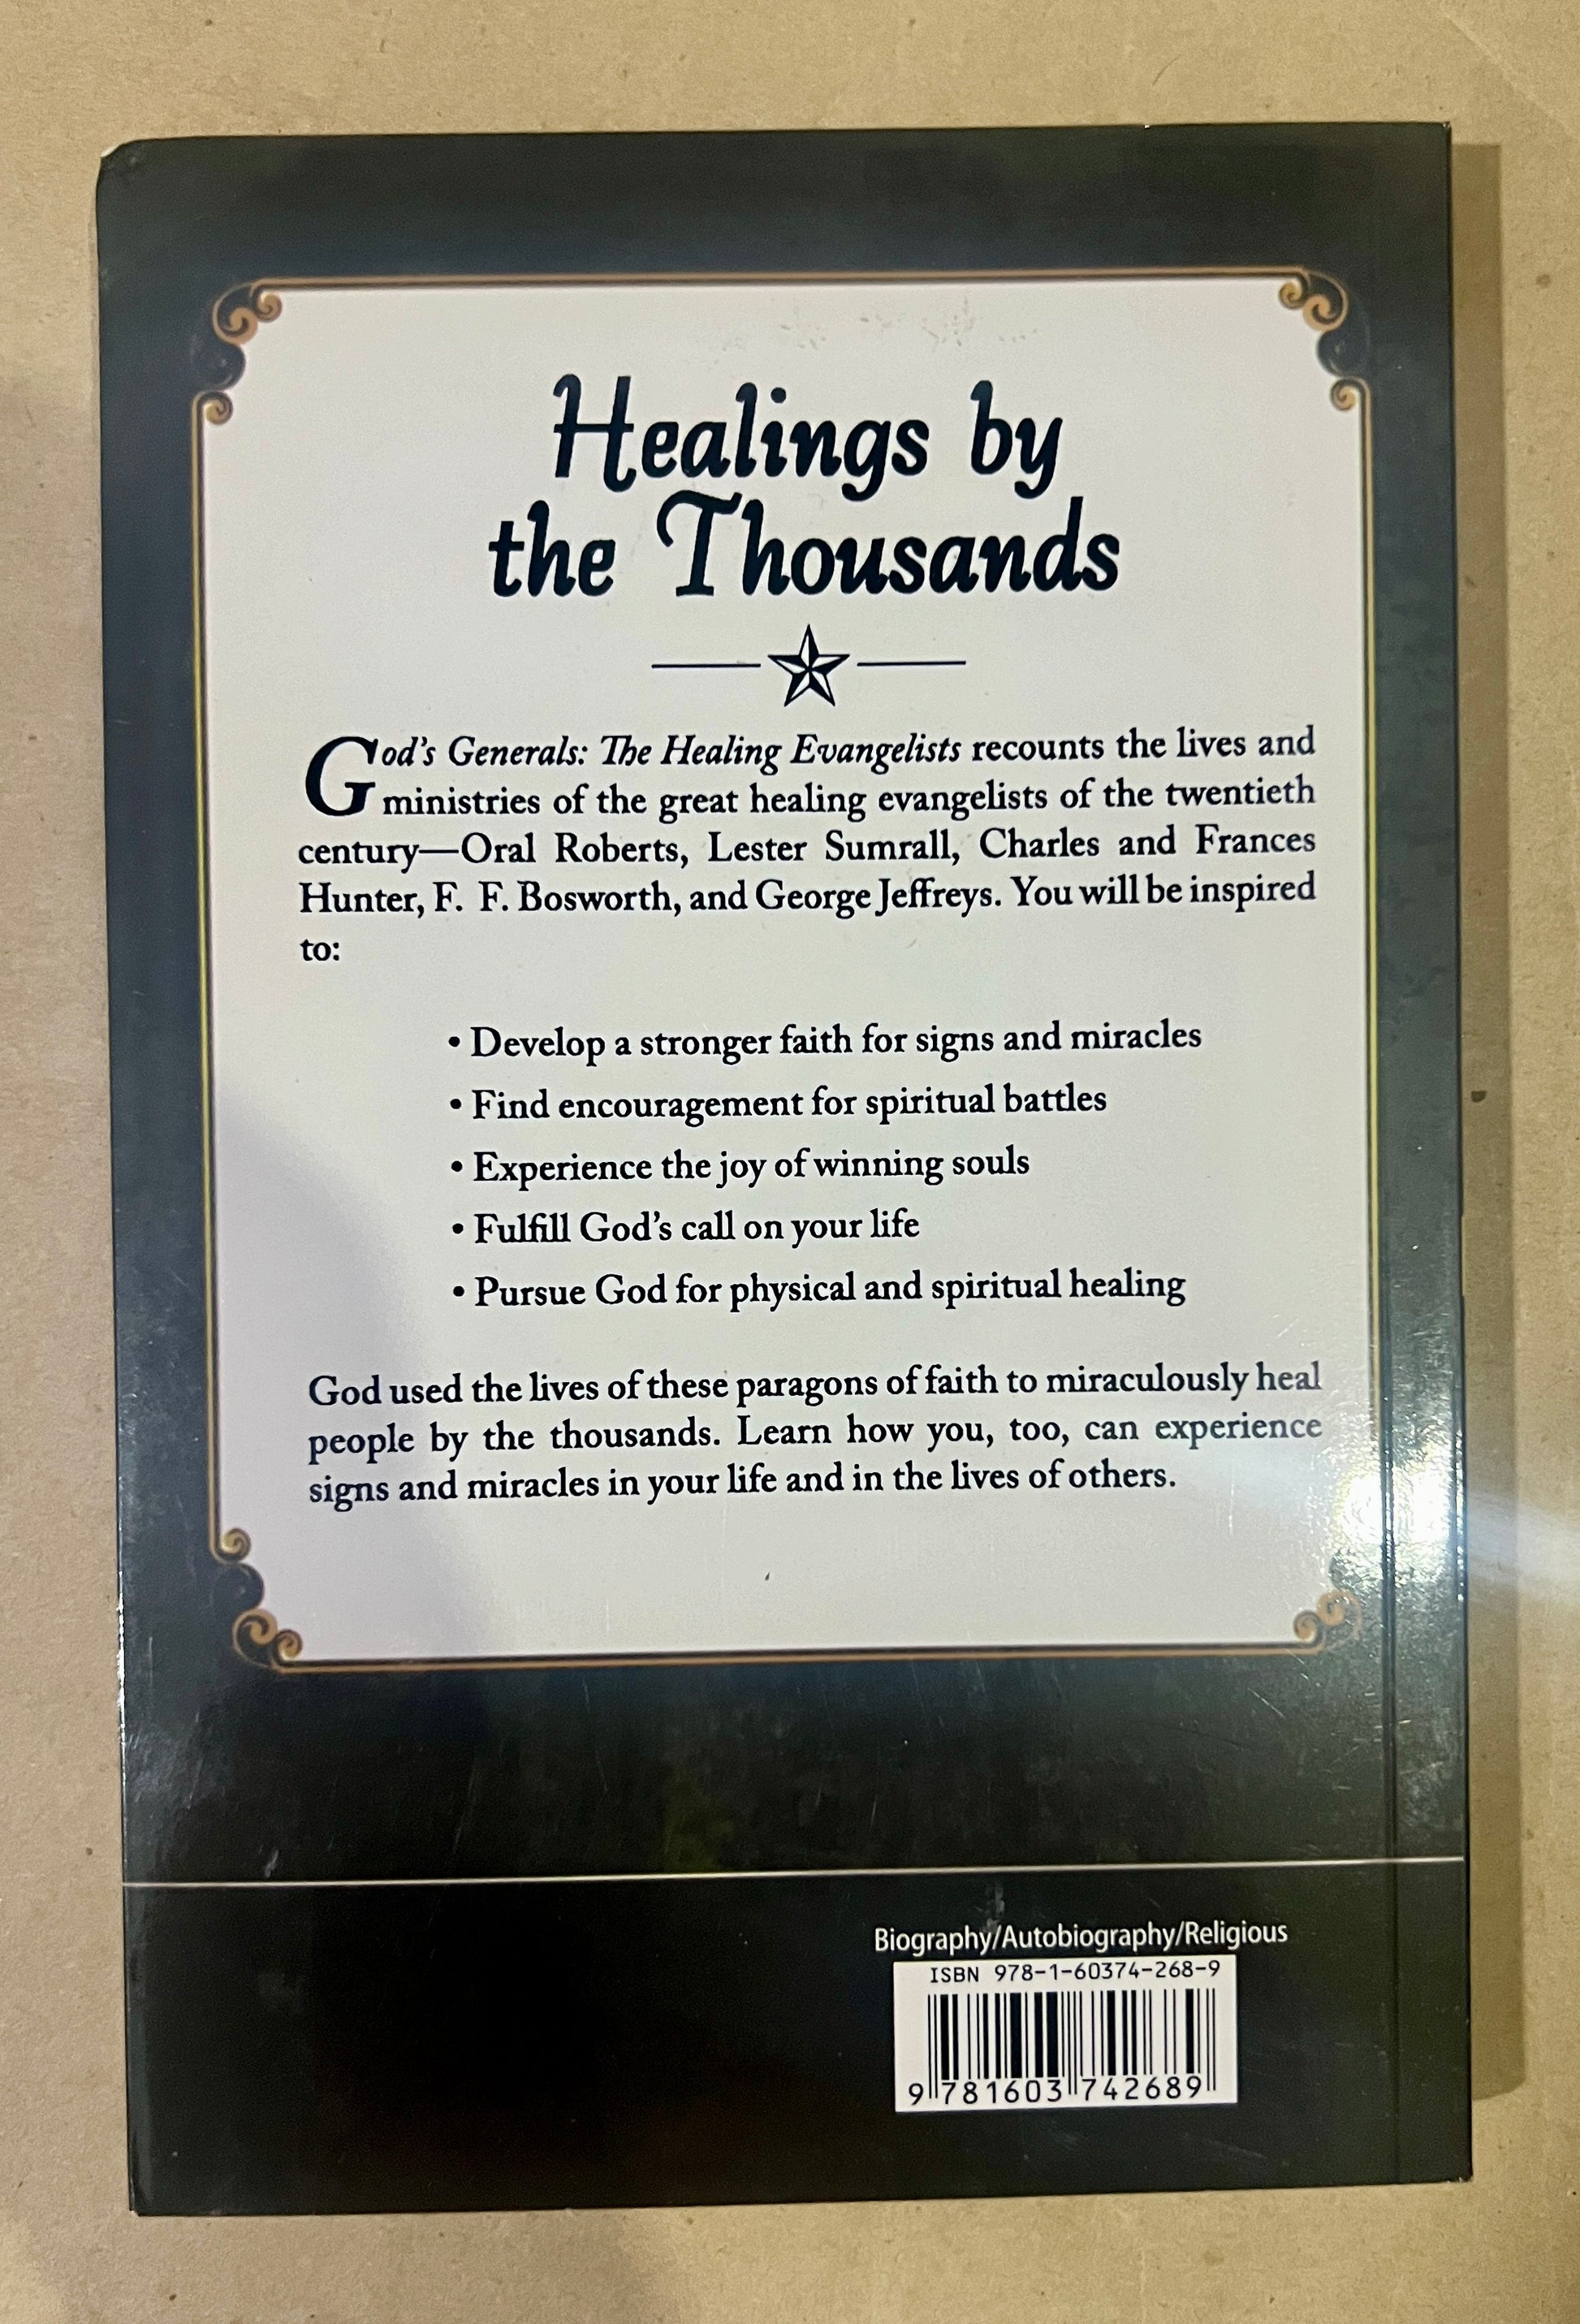 Healings by
the Thousands
God's Generals: The Healing Evangelists recounts the lives and
ministries of the great healing evangelists of the twentieth
century—Oral Roberts, Lester Sumrall, Charles and Frances
Hunter, F. F. Bosworth, and George Jeffreys. You will be inspired
to:
• Develop a stronger faith for signs and miracles
• Find encouragement for spiritual battles
• Experience the joy of winning souls
• Fulfill God's call on your life
• Pursue God for physical and spiritual healing
God used the lives of these paragons of faith to miraculously heal
people by the thousands. Learn how you, too, can experience
signs and miracles in your life and in the lives of others.
Biography/Autobiography/Religious
ISBN 978-1-60374-268-9
9 781603 742689